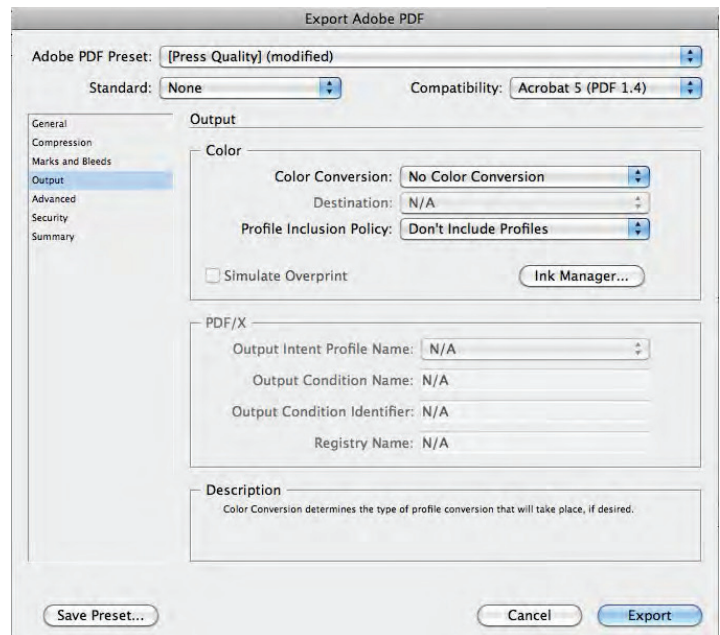 Export Adobe PDF
Adobe PDF Preset: [Press Quality] (modified)
Standard: None Compatibility: Acrobat 5 (PDF 1.4)
General
Compression
Marks and Bleeds
Output
Advanced
Security
Summary
Output
Color
Color Conversion: No Color Conversion
Destination: N/A
Profile Inclusion Policy: Don't Include Profiles
Simulate Overprint Ink Manager...
PDF/X
Output Intent Profile Name: N/A
Output Condition Name: N/A
Output Condition Identifier: N/A
Registry Name: N/A
Description
Color Conversion determines the type of profile conversion that will take place, if desired.
Save Preset... Cancel Export